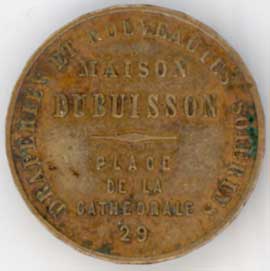 DRAPERIES ET NOUVEAUTÉS SOIERIES
MAISON
DUBUISSON
PLACE
DE LA
CATHÉDRALE
29